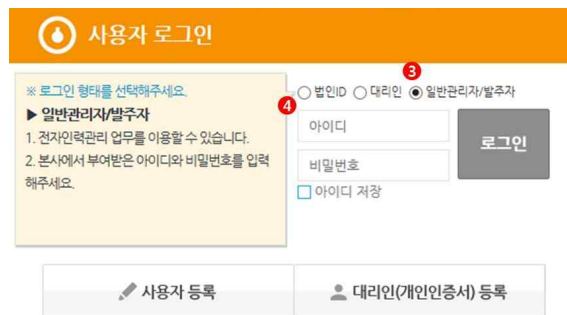 사용자 로그인
※ 로그인 형태를 선택해주세요.
▶ 일반관리자/발주자
1. 전자인력관리 업무를 이용할 수 있습니다.
2. 본사에서 부여받은 아이디와 비밀번호를 입력
해주세요.
3
법인ID 대리인 일반관리자/발주자
4
아이디
비밀번호
로그인
아이디 저장
사용자 등록
대리인(개인인증서) 등록